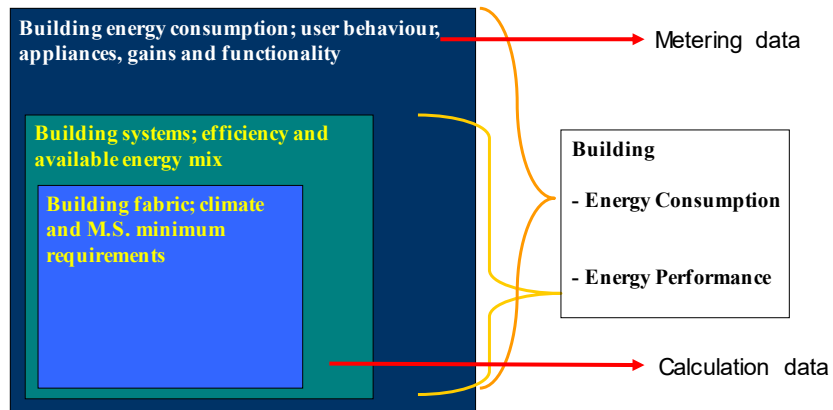 Building energy consumption; user behaviour,
appliances, gains and functionality
Metering data
Building systems; efficiency and
available energy mix
Building fabric; climate
and M.S. minimum
requirements
Building
- Energy Consumption
- Energy Performance
Calculation data